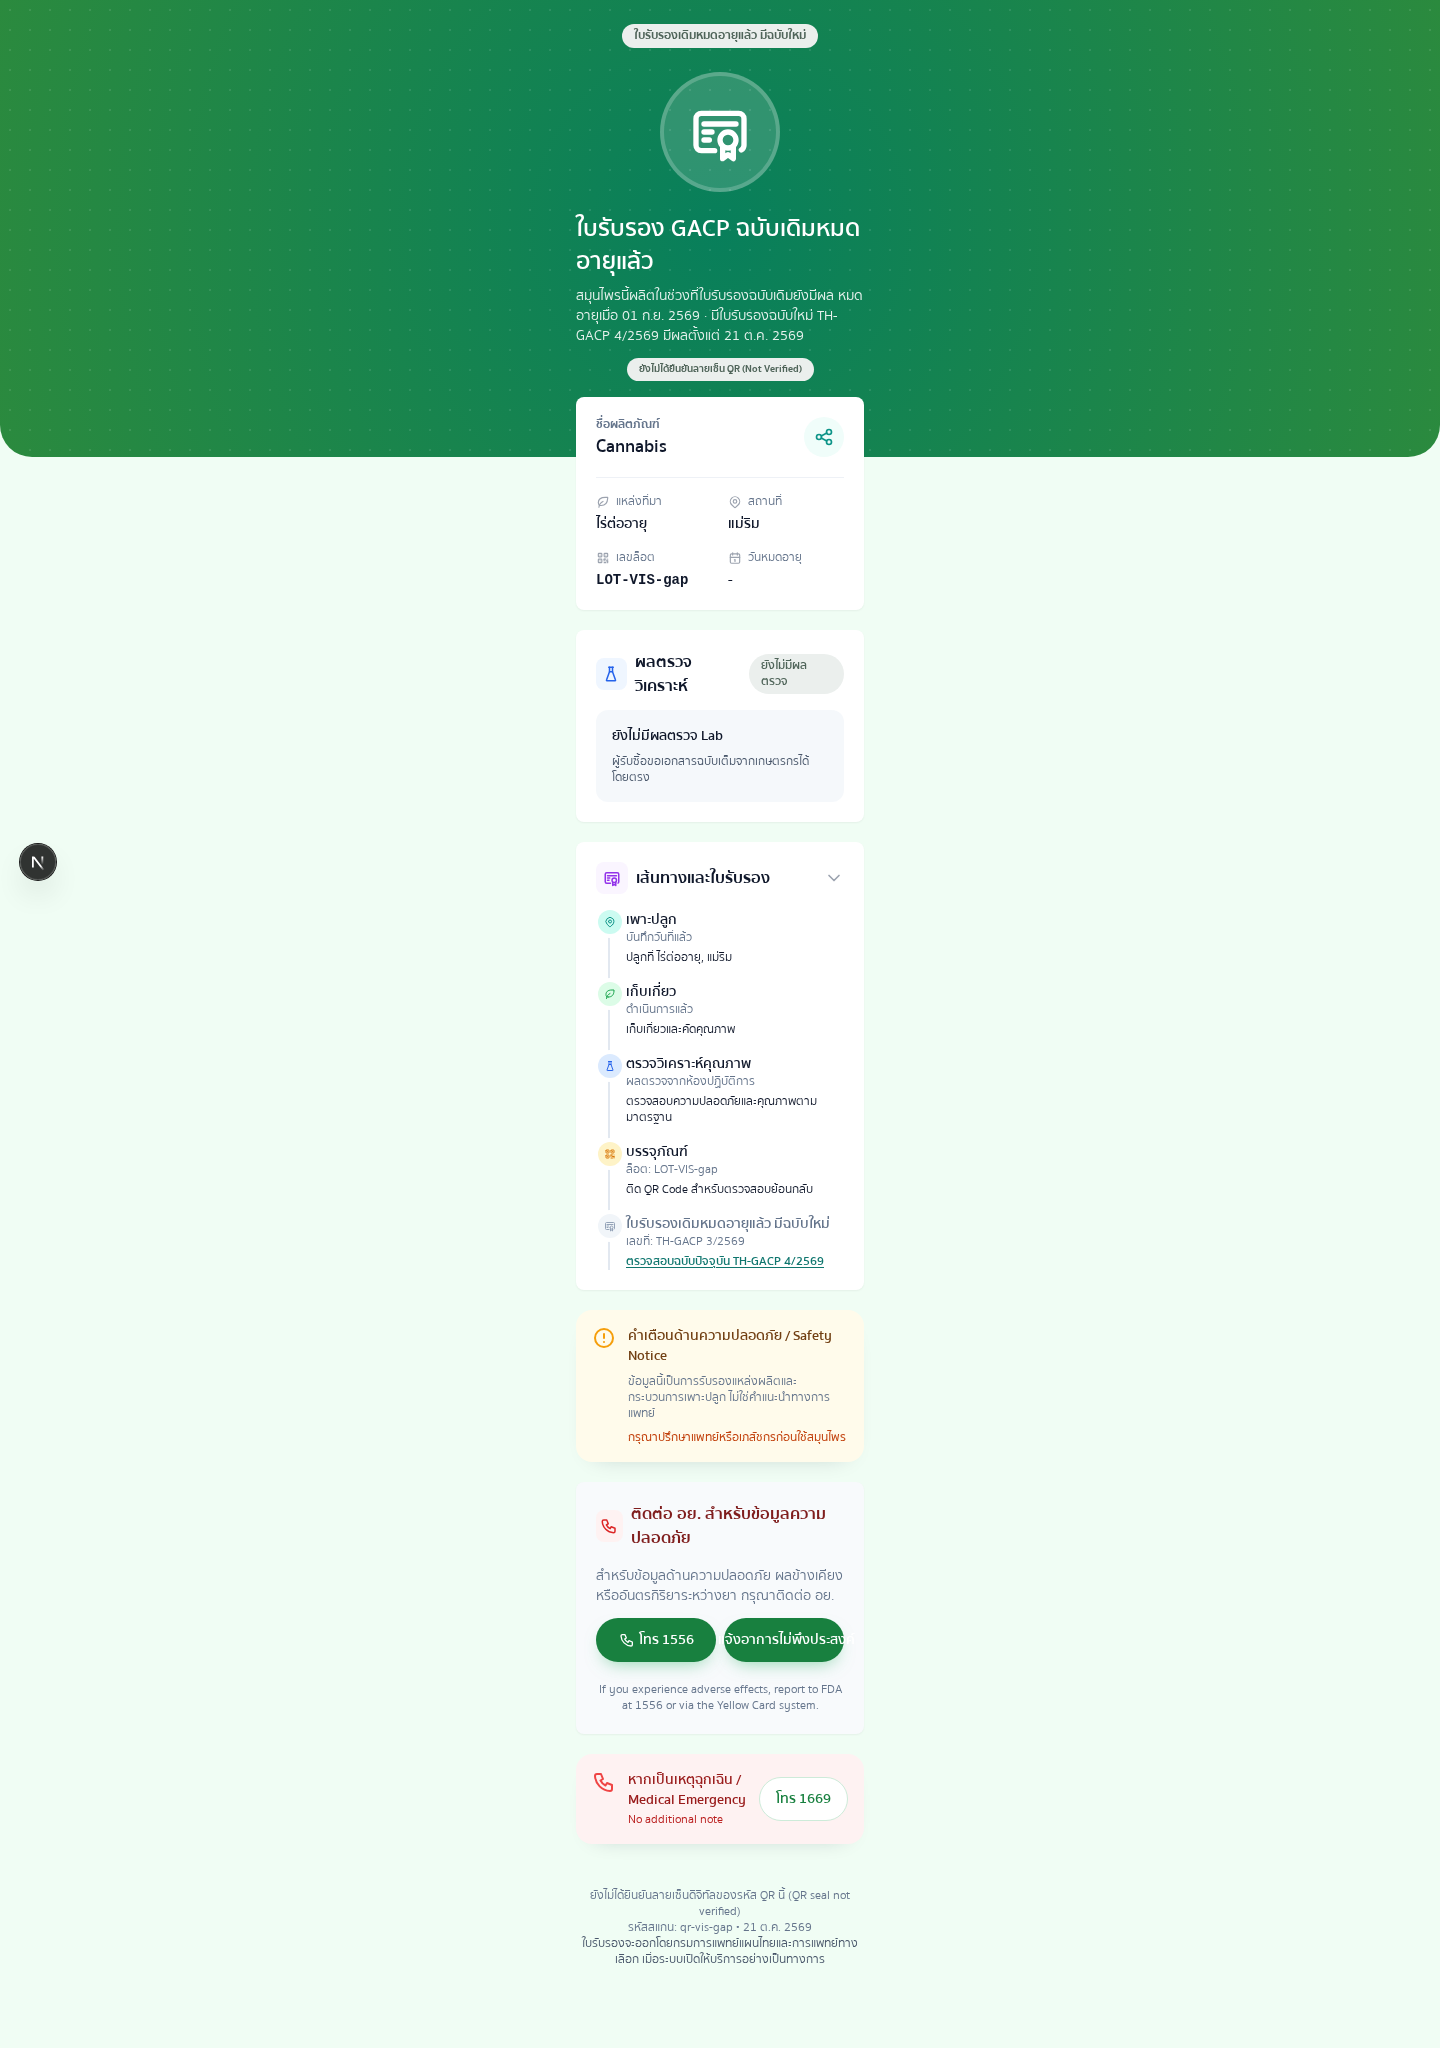 ใบรับรองเดิมหมดอายุแล้ว มีฉบับใหม่
ใบรับรอง GACP ฉบับเดิมหมด
อายุแล้ว
สมุนไพรนี้ผลิตในช่วงที่ใบรับรองฉบับเดิมยังมีผล หมด
อายุเมื่อ 01 ก.ย. 2569 · มีใบรับรองฉบับใหม่ TH-
GACP 4/2569 มีผลตั้งแต่ 21 ต.ค. 2569
ยังไม่ได้ยืนยันลายเซ็น QR (Not Verified)
ชื่อผลิตภัณฑ์
Cannabis
แหล่งที่มา
สถานที่
ไร่ต่ออายุ
แม่ริม
เลขล็อต
วันหมดอายุ
LOT-VIS-gap
-
ผลตรวจ
วิเคราะห์
ยังไม่มีผล
ตรวจ
ยังไม่มีผลตรวจ Lab
ผู้รับซื้อขอเอกสารฉบับเต็มจากเกษตรกรได้
โดยตรง
เส้นทางและใบรับรอง
เพาะปลูก
บันทึกวันที่แล้ว
ปลูกที่ ไร่ต่ออายุ, แม่ริม
เก็บเกี่ยว
ดำเนินการแล้ว
เก็บเกี่ยวและคัดคุณภาพ
ตรวจวิเคราะห์คุณภาพ
ผลตรวจจากห้องปฏิบัติการ
ตรวจสอบความปลอดภัยและคุณภาพตาม
มาตรฐาน
บรรจุภัณฑ์
ล็อต: LOT-VIS-gap
ติด QR Code สำหรับตรวจสอบย้อนกลับ
ใบรับรองเดิมหมดอายุแล้ว มีฉบับใหม่
เลขที่: TH-GACP 3/2569
ตรวจสอบฉบับปัจจุบัน TH-GACP 4/2569
คำเตือนด้านความปลอดภัย / Safety
Notice
ข้อมูลนี้เป็นการรับรองแหล่งผลิตและ
กระบวนการเพาะปลูก ไม่ใช่คำแนะนำทางการ
แพทย์
กรุณาปรึกษาแพทย์หรือเภสัชกรก่อนใช้สมุนไพร
ติดต่อ อย. สำหรับข้อมูลความ
ปลอดภัย
สำหรับข้อมูลด้านความปลอดภัย ผลข้างเคียง
หรืออันตรกิริยาระหว่างยา กรุณาติดต่อ อย.
โทร 1556
จ้งอาการไม่พึงประสง
If you experience adverse effects, report to FDA
at 1556 or via the Yellow Card system.
หากเป็นเหตุฉุกเฉิน /
Medical Emergency
No additional note
โทร 1669
ยังไม่ได้ยืนยันลายเซ็นดิจิทัลของรหัส QR นี้ (QR seal not
verified)
รหัสสแกน: qr-vis-gap • 21 ต.ค. 2569
ใบรับรองจะออกโดยกรมการแพทย์แผนไทยและการแพทย์ทาง
เลือก เมื่อระบบเปิดให้บริการอย่างเป็นทางการ